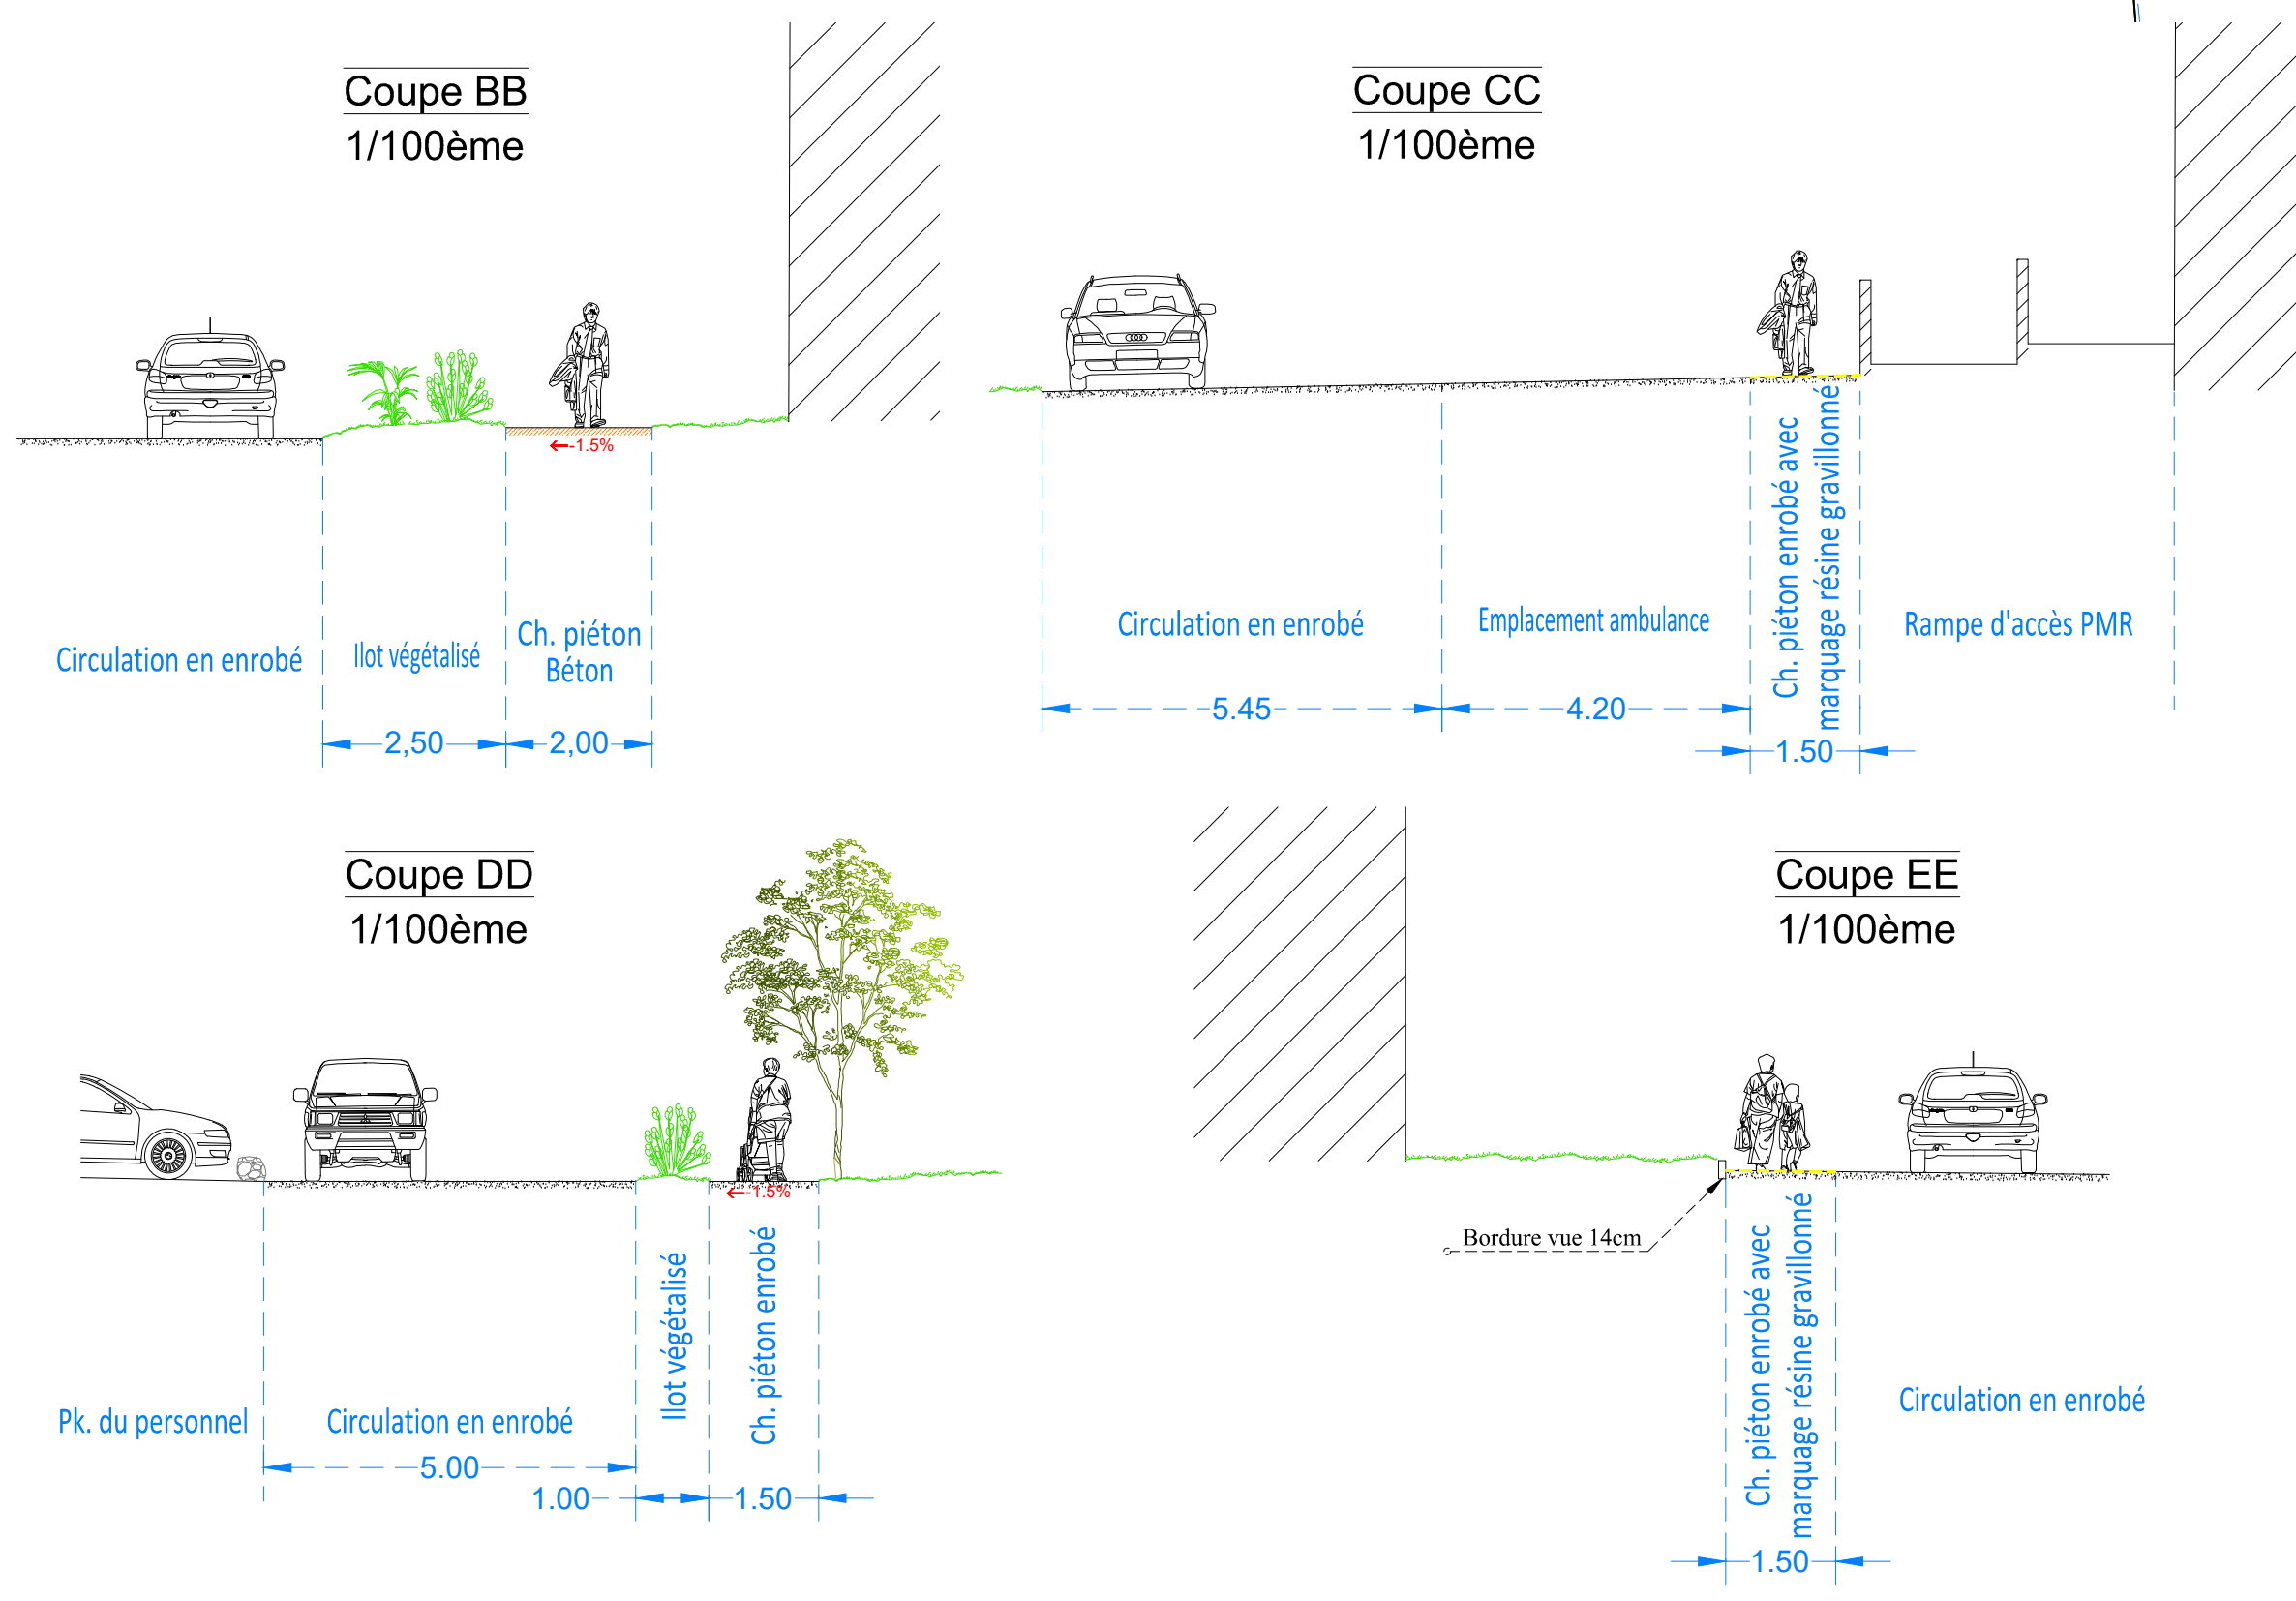 Coupe BB
1/100ème
-1.5%
Circulation en enrobé
Ilot végétalisé
Ch. piéton
Béton
2,50
2,00
Coupe CC
1/100ème
Circulation en enrobé
Emplacement ambulance
Ch. piéton enrobé avec
marquage résine gravillonné
Rampe d'accès PMR
5.45
4.20
1.50
Coupe DD
1/100ème
-1.5%
Pk. du personnel
Circulation en enrobé
Ilot végétalisé
Ch. piéton enrobé
5.00
1.00
1.50
Coupe EE
1/100ème
Bordure vue 14cm
Ch. piéton enrobé avec
marquage résine gravillonné
Circulation en enrobé
1.50